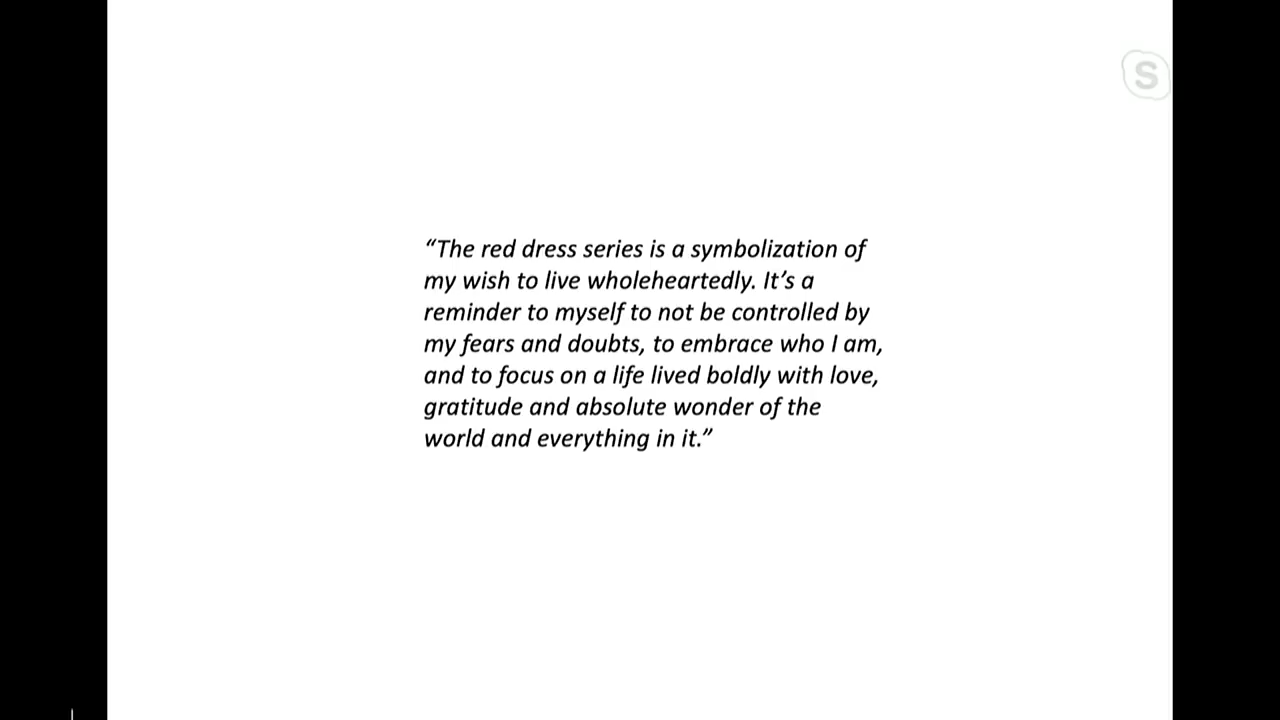 S
“The red dress series is a symbolization of
my wish to live wholeheartedly. It’s a
reminder to myself to not be controlled by
my fears and doubts, to embrace who I am,
and to focus on a life lived boldly with love,
gratitude and absolute wonder of the
world and everything in it.”